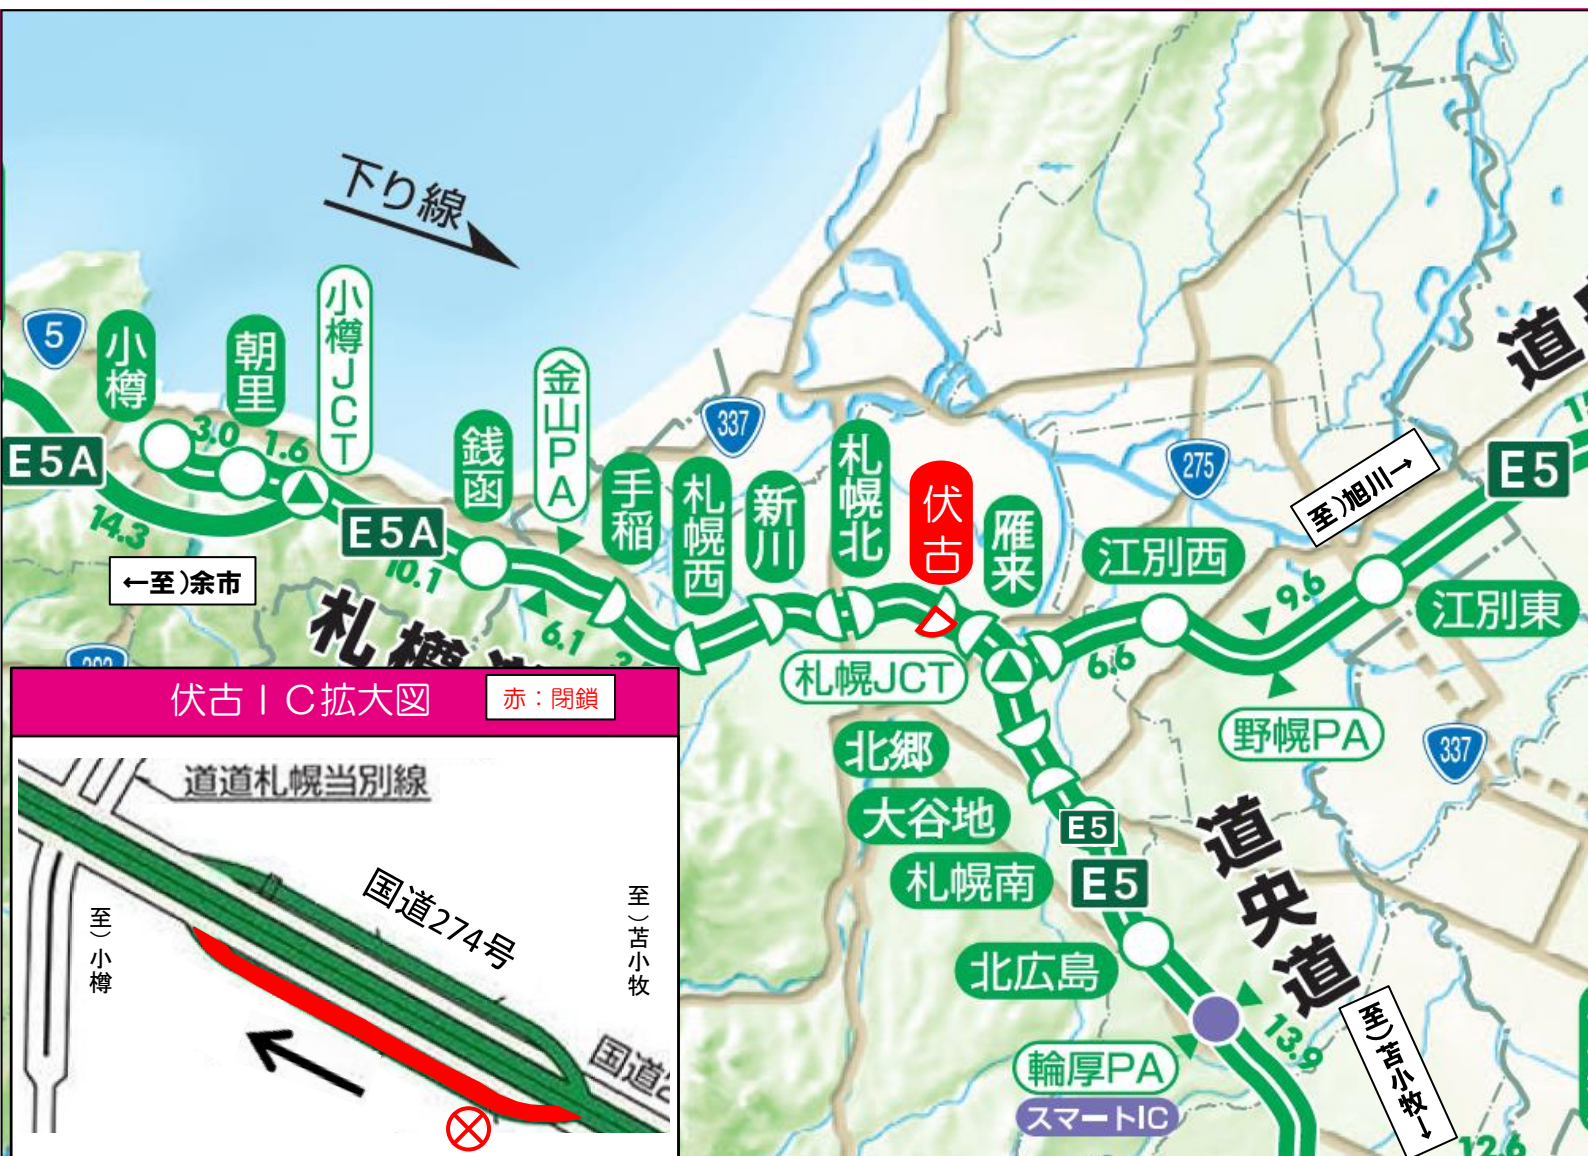 下り線
5
小樽
朝里
小樽JCT
銭函
金山PA
手稲
札幌西
新川
札幌北
伏古
雁来
337
275
江別西
江別東
至)旭川→
E5
E5A
3.0
1.6
14.3
E5A
10.1
6.1
←至)余市
札幌JCT
6.6
9.6
野幌PA
337
北郷
大谷地
札幌南
E5
E5
北広島
輪厚PA
スマートIC
13.9
12.6
道央道
至)苫小牧→
伏古IC拡大図
赤：閉鎖
道道札幌当別線
国道274号
至)小樽
至)苫小牧
国道2